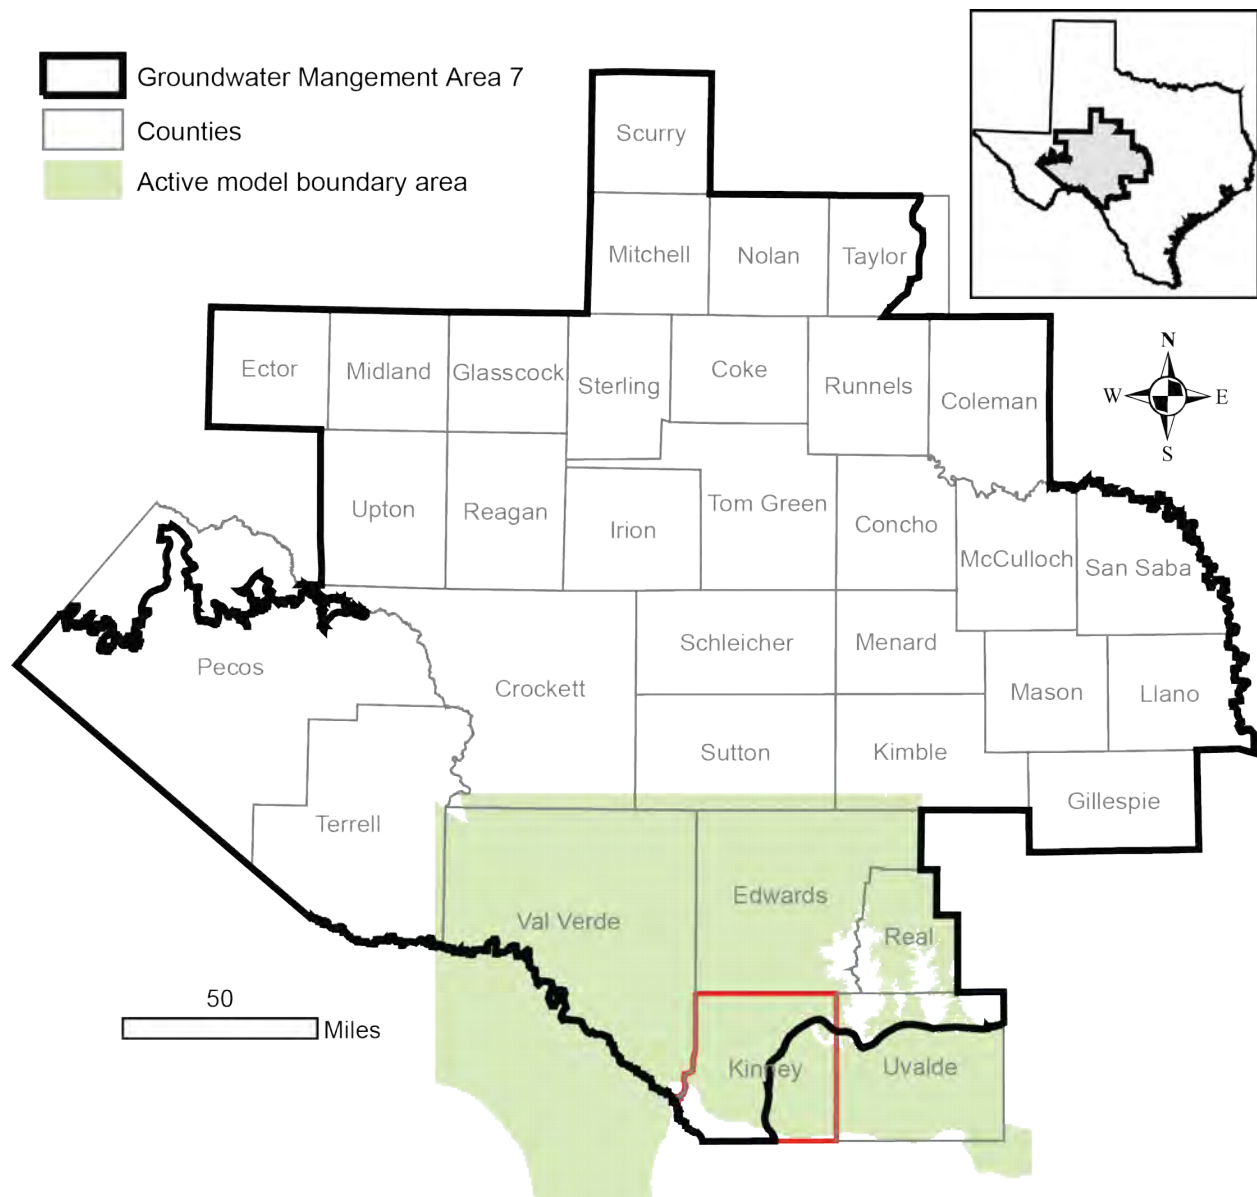 Groundwater Mangement Area 7
Counties
Active model boundary area
Scurry
Mitchell
Nolan
Taylor
Ector
Midland
Glasscock
Sterling
Coke
Runnels
Coleman
N
W
E
S
Upton
Reagan
Irion
Tom Green
Concho
McCulloch
San Saba
Pecos
Crockett
Schleicher
Menard
Mason
Llano
Sutton
Kimble
Gillespie
Terrell
Val Verde
Edwards
Real
50
Miles
Kinney
Uvalde